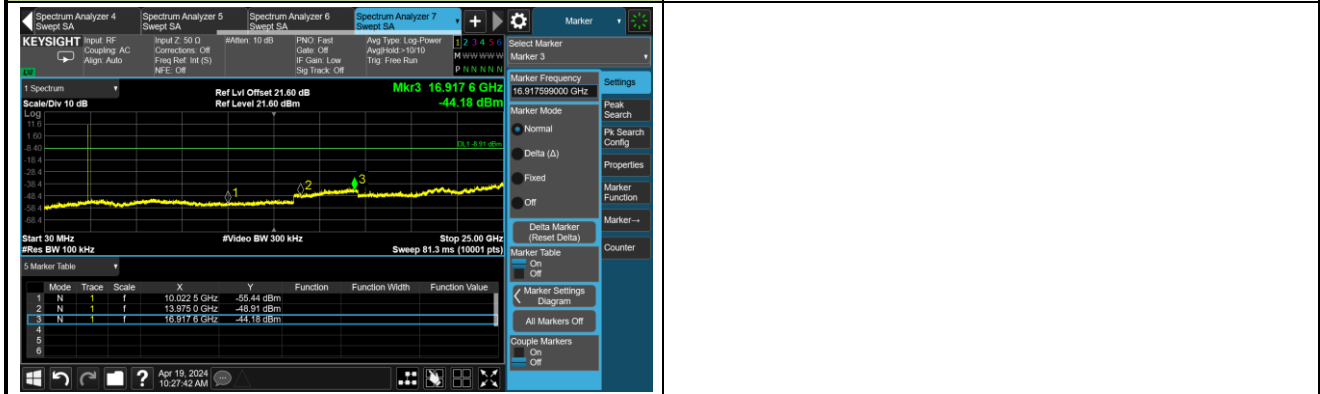 Spectrum Analyzer 4
Swept SA
Spectrum Analyzer 5
Swept SA
Spectrum Analyzer 6
Swept SA
Spectrum Analyzer 7
Swept SA
+
Marker
KEYSIGHT
Input: RF
Coupling: AC
Align: Auto
Input Z: 50 Ω
Corrections: Off
Freq Ref: Int (S)
NFE: Off
#Atten: 10 dB
PNO: Fast
Gate: Off
IF Gain: Low
Sig Track: Off
Avg Type: Log-Power
Avg|Hold:>10/10
Trig: Free Run
1 2 3 4 5 6
M W W W W W
P N N N N N
Select Marker
Marker 3
1 Spectrum
Scale/Div 10 dB
Ref Lvl Offset 21.60 dB
Ref Level 21.60 dBm
Mkr3 16.917 6 GHz
-44.18 dBm
Log
11.6
1.60
-8.40
-18.4
-28.4
-38.4
-48.4
-58.4
-68.4
DL1 -8.91 dBm
1
2
3
Start 30 MHz
#Res BW 100 kHz
#Video BW 300 kHz
Stop 25.00 GHz
Sweep 81.3 ms (10001 pts)
5 Marker Table
Mode Trace Scale X Y Function Function Width Function Value
1 N 1 f 10.022 5 GHz -55.44 dBm
2 N 1 f 13.975 0 GHz -48.91 dBm
3 N 1 f 16.917 6 GHz -44.18 dBm
4
5
6
Marker Frequency
16.917599000 GHz
Marker Mode
Normal
Delta (Δ)
Fixed
Off
Delta Marker
(Reset Delta)
Marker Table
On
Off
Marker Settings
Diagram
All Markers Off
Couple Markers
On
Off
Settings
Peak
Search
Pk Search
Config
Properties
Marker
Function
Marker→
Counter
?
Apr 19, 2024
10:27:42 AM